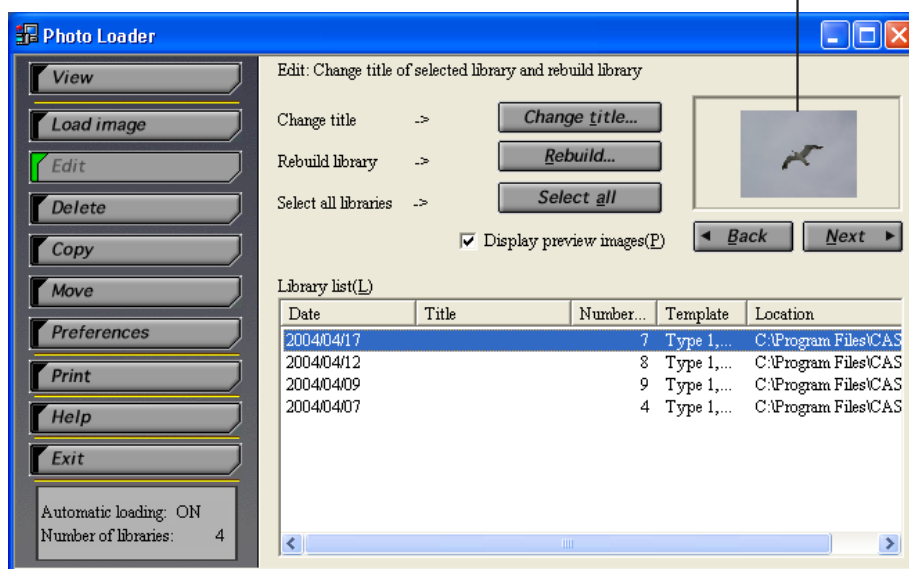 Photo Loader
View
Load image
Edit
Delete
Copy
Move
Preferences
Print
Help
Exit
Automatic loading: ON
Number of libraries: 4
Edit: Change title of selected library and rebuild library
Change title -> Change title...
Rebuild library -> Rebuild...
Select all libraries -> Select all
Display preview images(P)
Back Next
Library list(L)
Date Title Number... Template Location
2004/04/17 7 Type 1,... C:\Program Files\CAS
2004/04/12 8 Type 1,... C:\Program Files\CAS
2004/04/09 9 Type 1,... C:\Program Files\CAS
2004/04/07 4 Type 1,... C:\Program Files\CAS